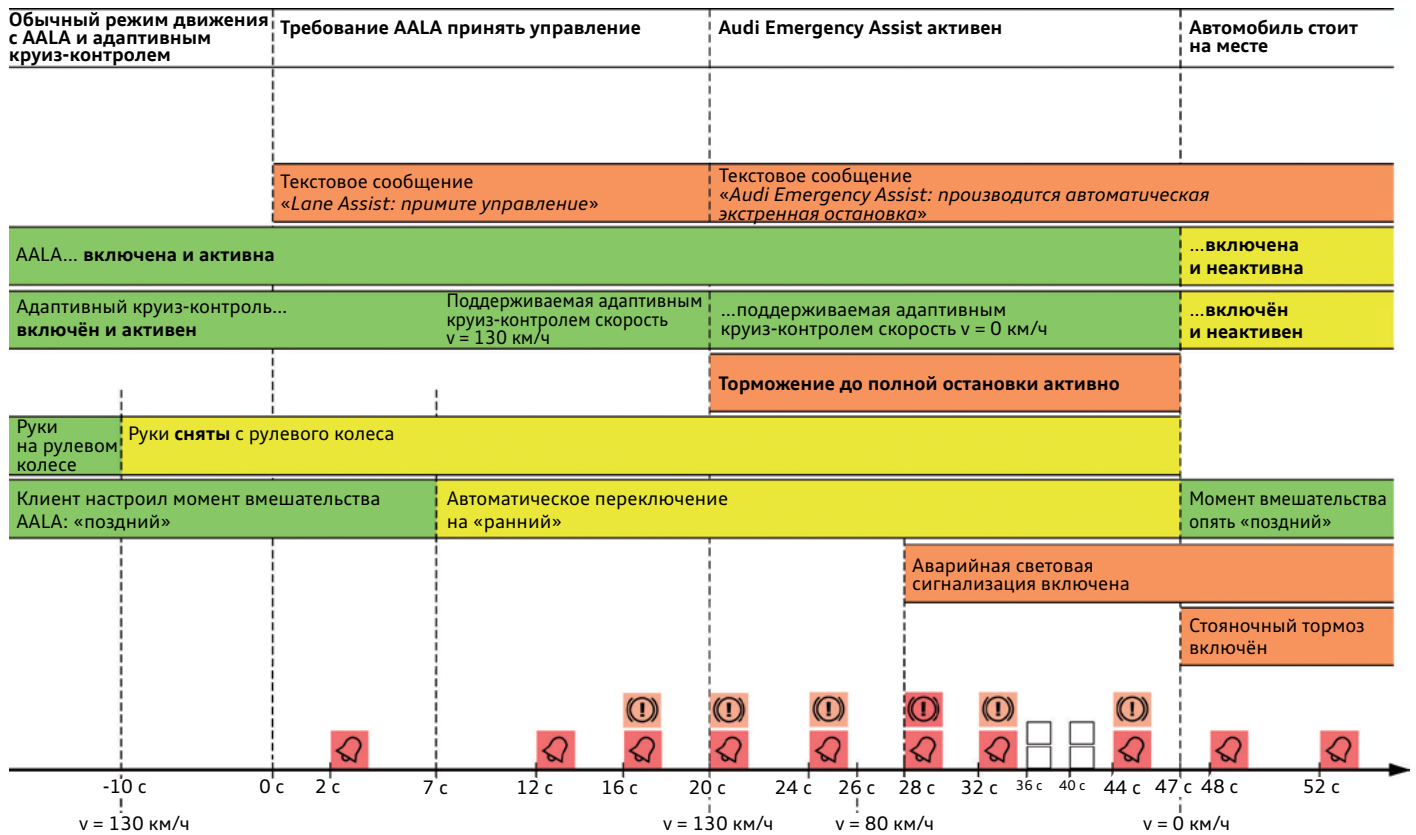 Обычный режим движения
с AALA и адаптивным
круиз-контролем
Требование AALA принять управление
Audi Emergency Assist активен
Автомобиль стоит
на месте
Текстовое сообщение
«Lane Assist: примите управление»
Текстовое сообщение
«Audi Emergency Assist: производится автоматическая
экстренная остановка»
AALA... включена и активна
...включена
и неактивна
Адаптивный круиз-контроль...
включён и активен
Поддерживаемая адаптивным
круиз-контролем скорость
v = 130 км/ч
...поддерживаемая адаптивным
круиз-контролем скорость v = 0 км/ч
...включён
и неактивен
Торможение до полной остановки активно
Руки
на рулевом
колесе
Руки сняты с рулевого колеса
Клиент настроил момент вмешательства
AALA: «поздний»
Автоматическое переключение
на «ранний»
Момент вмешательства
опять «поздний»
Аварийная световая
сигнализация включена
Стояночный тормоз
включён
-10 с 0 с 2 с 7 с 12 с 16 с 20 с 24 с 26 с 28 с 32 с 36 с 40 с 44 с 47 с 48 с 52 с
v = 130 км/ч v = 130 км/ч v = 80 км/ч v = 0 км/ч